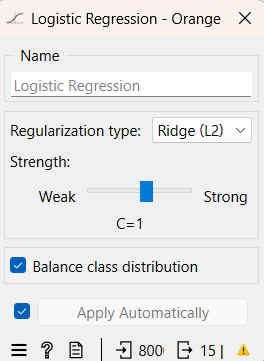 Logistic Regression - Orange
Name
Logistic Regression
Regularization type: Ridge (L2)
Strength:
Weak Strong
C=1
Balance class distribution
Apply Automatically
? 15 |